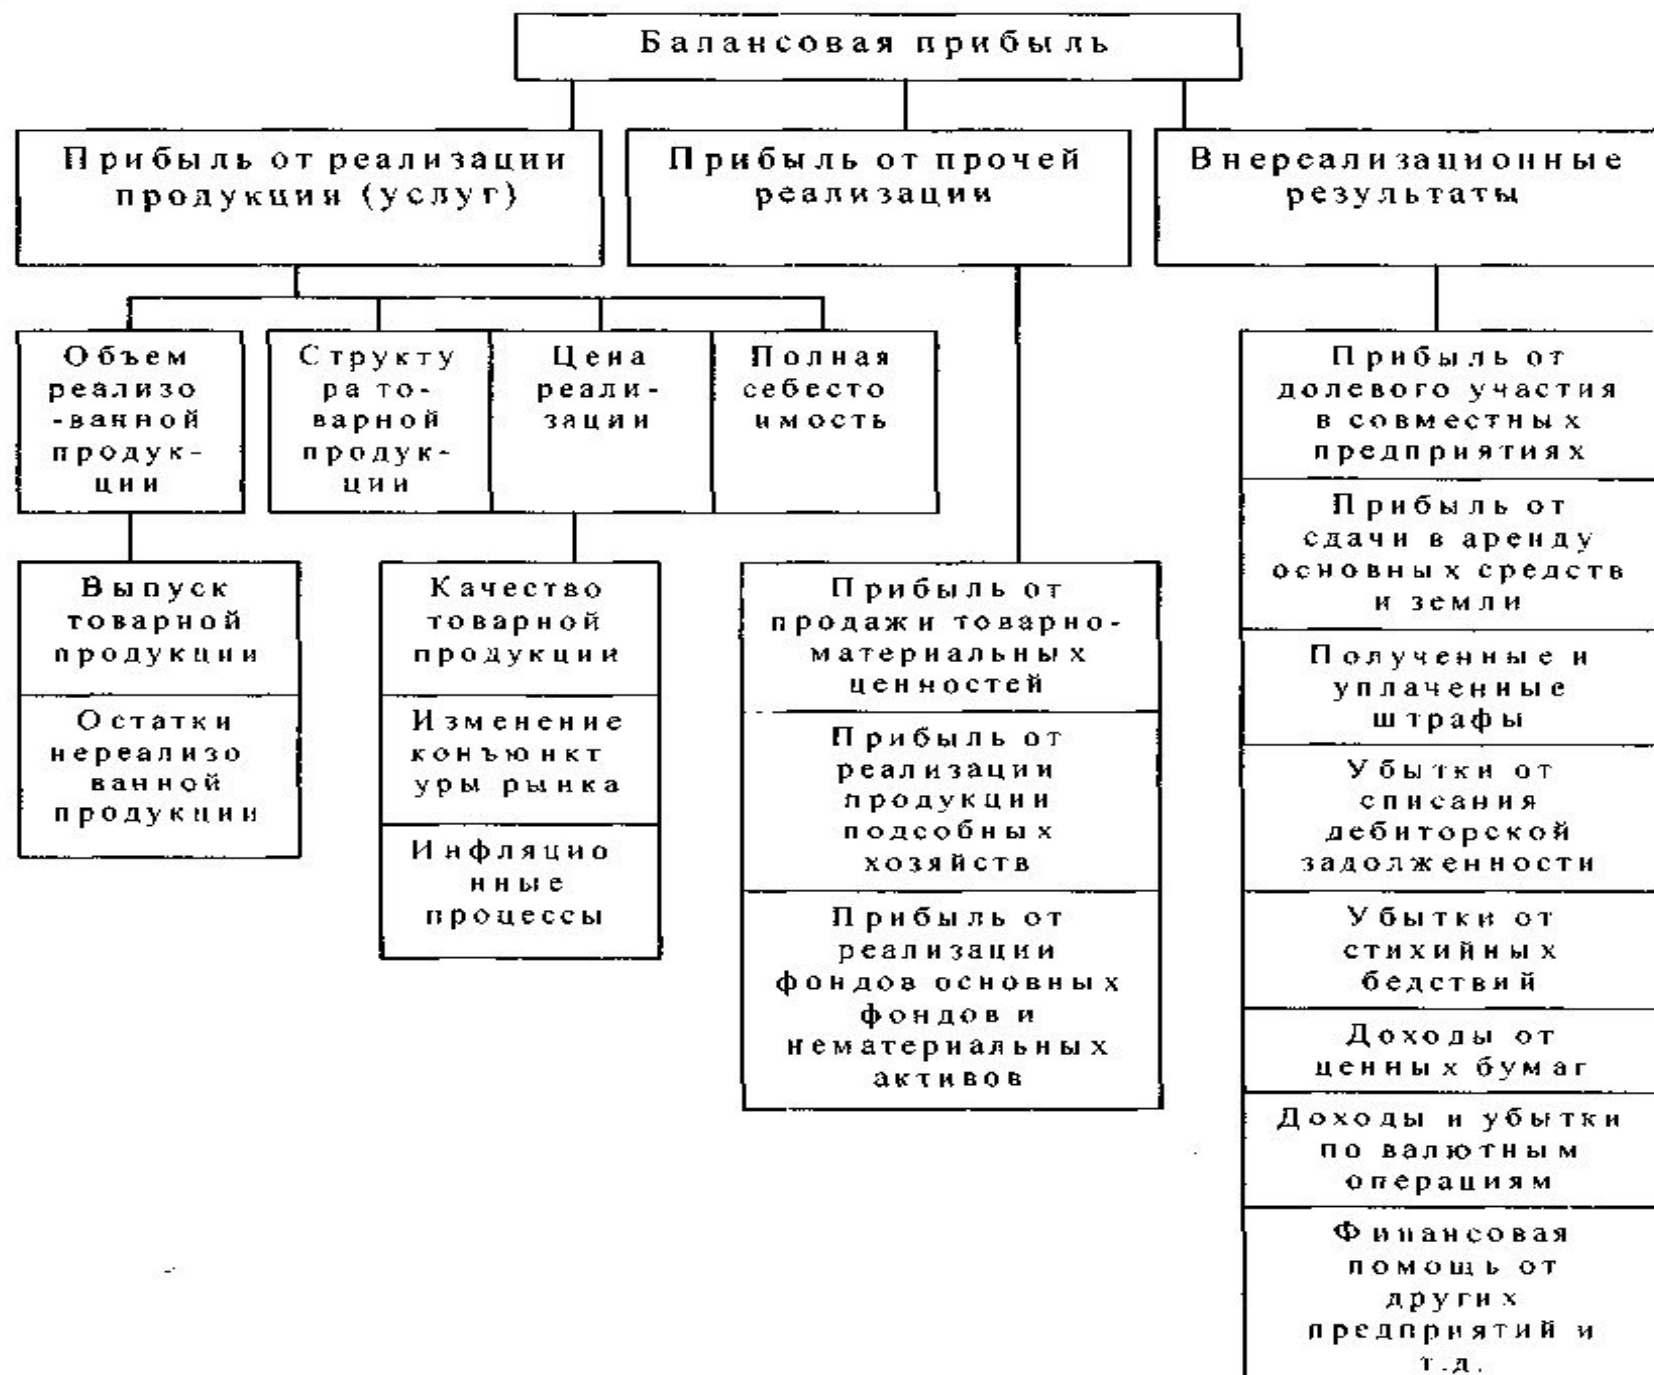 Балансовая прибыль
Прибыль от реализации
продукции (услуг)
Прибыль от прочей
реализации
Внереализационные
результаты
Объем
реализо
-ванной
продук-
ции
Структу
ра то-
варной
продук-
ции
Цена
реали-
зации
Полная
себесто
имость
Выпуск
товарной
продукции
Остатки
нереализо
ванной
продукции
Качество
товарной
продукции
Изменение
конъюнкт
уры рынка
Инфляцио
нные
процессы
Прибыль от
продажи товарно-
материальных
ценностей
Прибыль от
реализации
продукции
подсобных
хозяйств
Прибыль от
реализации
фондов основных
фондов и
нематериальных
активов
Прибыль от
долевого участия
в совместных
предприятиях
Прибыль от
сдачи в аренду
основных средств
и земли
Полученные и
уплаченные
штрафы
Убытки от
списания
дебиторской
задолженности
Убытки от
стихийных
бедствий
Доходы от
ценных бумаг
Доходы и убытки
по валютным
операциям
Финансовая
помощь от
других
предприятий и
т.д.